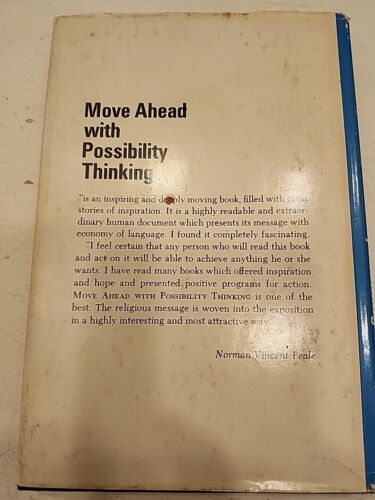 Move Ahead
with
Possibility
Thinking
"is an inspiring and deeply moving book, filled with great
stories of inspiration. It is a highly readable and extraor-
dinary human document which presents its message with
economy of language. I found it completely fascinating.
"I feel certain that any person who will read this book
and act on it will be able to achieve anything he or she
wants. I have read many books which offered inspiration
and hope and presented positive programs for action.
MOVE AHEAD WITH POSSIBILITY THINKING is one of the
best. The religious message is woven into the exposition
in a highly interesting and most attractive way.
Norman Vincent Peale